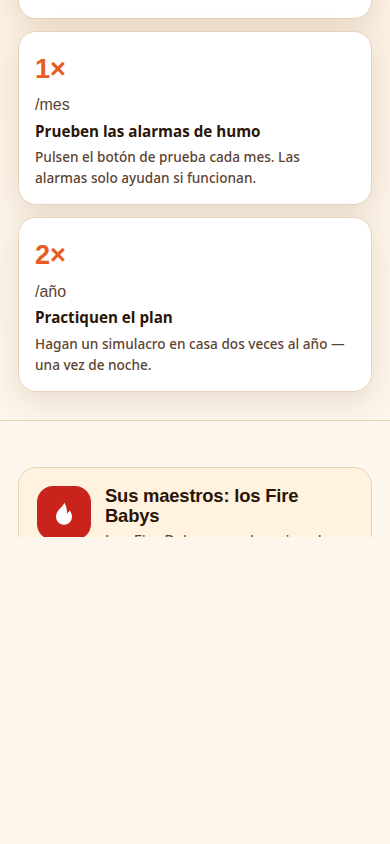 1×
/mes
Prueben las alarmas de humo
Pulsen el botón de prueba cada mes. Las
alarmas solo ayudan si funcionan.
2×
/año
Practiquen el plan
Hagan un simulacro en casa dos veces al año —
una vez de noche.
Sus maestros: los Fire
Babys